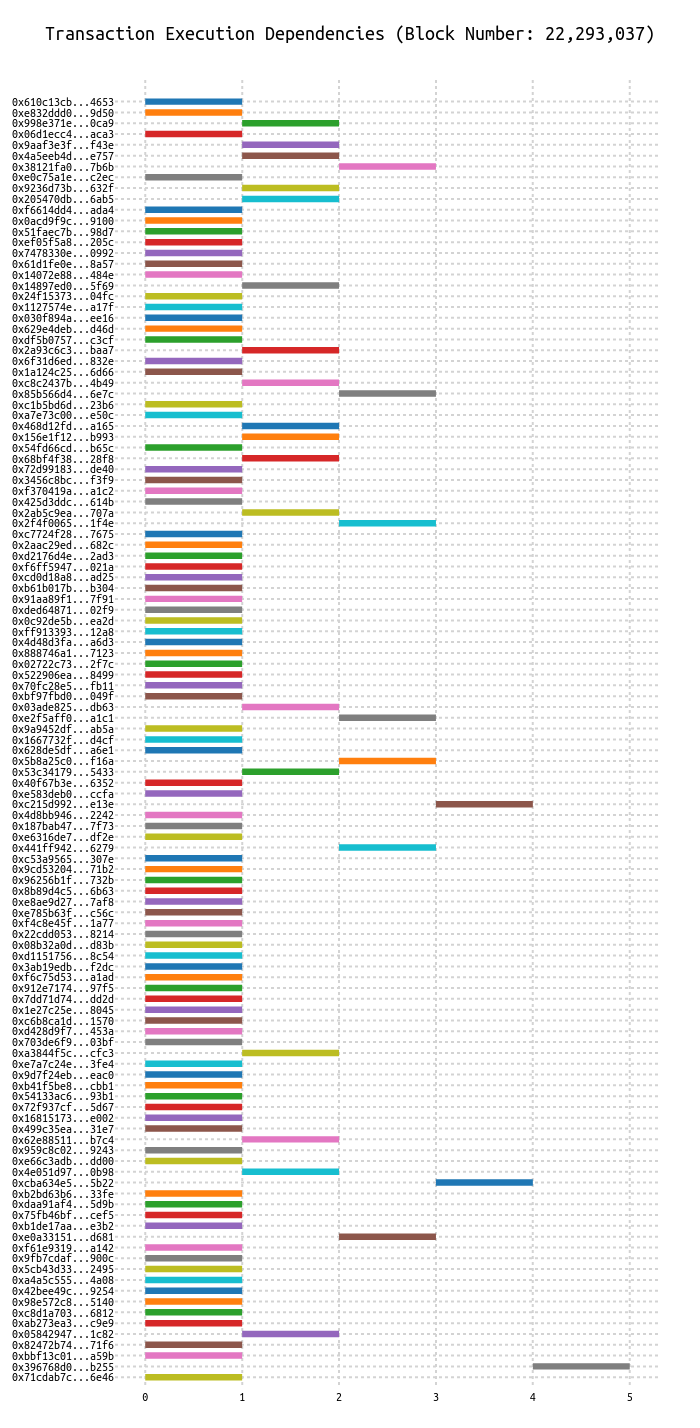 Transaction Execution Dependencies (Block Number: 22,293,037)
0x610c13cb...4653
0xe832ddd0...9d50
0x998e371e...0ca9
0x06d1ecc4...aca3
0x9aaf3e3f...f43e
0x4a5eeb4d...e757
0x38121fa0...7b6b
0xe0c75a1e...c2ec
0x9236d73b...632f
0x205470db...6ab5
0xf6614dd4...ada4
0x0acd9f9c...9100
0x51faec7b...98d7
0xef05f5a8...205c
0x7478330e...0992
0x61d1fe0e...8a57
0x14072e88...484e
0x14897ed0...5f69
0x24f15373...04fc
0x1127574e...a17f
0x030f894a...ee16
0x629e4deb...d46d
0xdf5b0757...c3cf
0x2a93c6c3...baa7
0x6f31d6ed...832e
0x1a124c25...6d66
0xc8c2437b...4b49
0x85b566d4...6e7c
0xc1b5bd6d...23b6
0xa7e73c00...e50c
0x468d12fd...a165
0x156e1f12...b993
0x54fd66cd...b65c
0x68bf4f38...28f8
0x72d99183...de40
0x3456c8bc...f3f9
0xf370419a...a1c2
0x425d3ddc...614b
0x2ab5c9ea...707a
0x2f4f0065...1f4e
0xc7724f28...7675
0x2aac29ed...682c
0xd2176d4e...2ad3
0xf6ff5947...021a
0xcd0d18a8...ad25
0xb61b017b...b304
0x91aa89f1...7f91
0xded64871...02f9
0x0c92de5b...ea2d
0xff913393...12a8
0x4d48d3fa...a6d3
0x888746a1...7123
0x02722c73...2f7c
0x522906ea...8499
0x70fc28e5...fb11
0xbf97fbd0...049f
0x03ade825...db63
0xe2f5aff0...a1c1
0x9a9452df...ab5a
0x1667732f...d4cf
0x628de5df...a6e1
0x5b8a25c0...f16a
0x53c34179...5433
0x40f67b3e...6352
0xe583deb0...ccfa
0xc215d992...e13e
0x4d8bb946...2242
0x187bab47...7f73
0xe6316de7...df2e
0x441ff942...6279
0xc53a9565...307e
0x9cd53204...71b2
0x96256b1f...732b
0x8b89d4c5...6b63
0xe8ae9d27...7af8
0xe785b63f...c56c
0xf4c8e45f...1a77
0x22cdd053...8214
0x08b32a0d...d83b
0xd1151756...8c54
0x3ab19edb...f2dc
0xf6c75d53...a1ad
0x912e7174...97f5
0x7dd71d74...dd2d
0x1e27c25e...8045
0xc6b8ca1d...1570
0xd428d9f7...453a
0x703de6f9...03bf
0xa3844f5c...cfc3
0xe7a7c24e...3fe4
0x9d7f24eb...eac0
0xb41f5be8...cbb1
0x54133ac6...93b1
0x72f937cf...5d67
0x16815173...e002
0x499c35ea...31e7
0x62e88511...b7c4
0x959c8c02...9243
0xe66c3adb...dd00
0x4e051d97...0b98
0xcba634e5...5b22
0xb2bd63b6...33fe
0xdaa91af4...5d9b
0x75fb46bf...cef5
0xb1de17aa...e3b2
0xe0a33151...d681
0xf61e9319...a142
0x9fb7cdaf...900c
0x5cb43d33...2495
0xa4a5c555...4a08
0x42bee49c...9254
0x98e572c8...5140
0xc8d1a703...6812
0xab273ea3...c9e9
0x05842947...1c82
0x82472b74...71f6
0xbbf13c01...a59b
0x396768d0...b255
0x71cdab7c...6e46
0 1 2 3 4 5